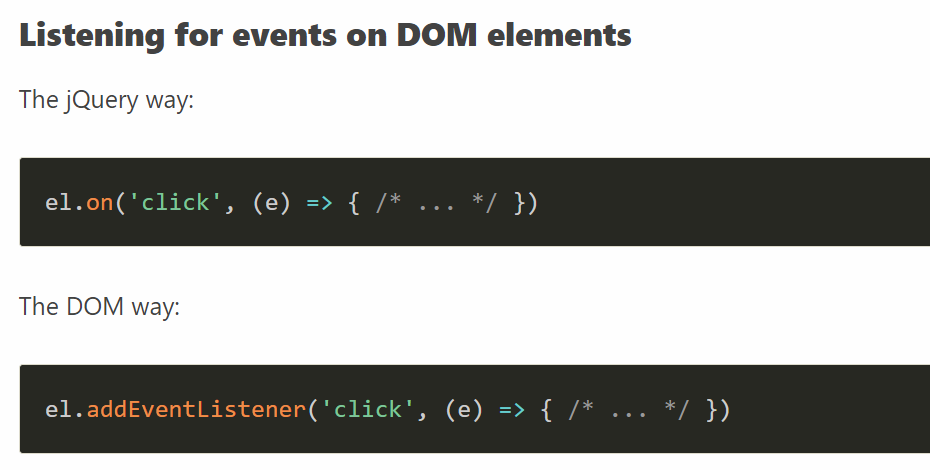 Listening for events on DOM elements
The jQuery way:
el.on('click', (e) => { /* ... */ })
The DOM way:
el.addEventListener('click', (e) => { /* ... */ })